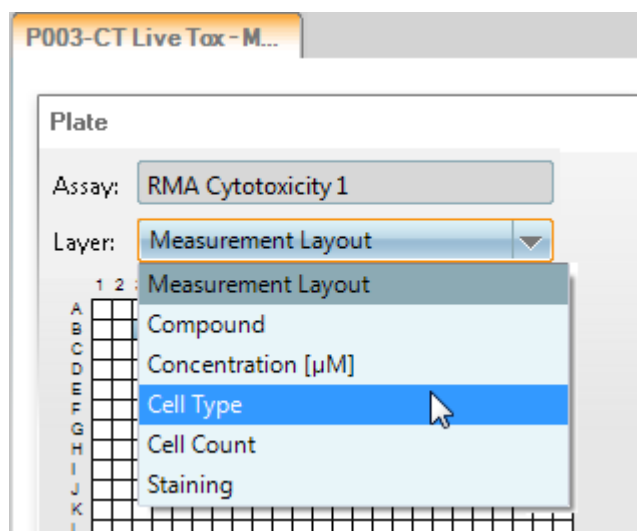 P003-CT Live Tox - M...
Plate
Assay: RMA Cytotoxicity 1
Layer: Measurement Layout
Measurement Layout
Compound
Concentration [µM]
Cell Type
Cell Count
Staining
1 2
A
B
C
D
E
F
G
H
I
J
K